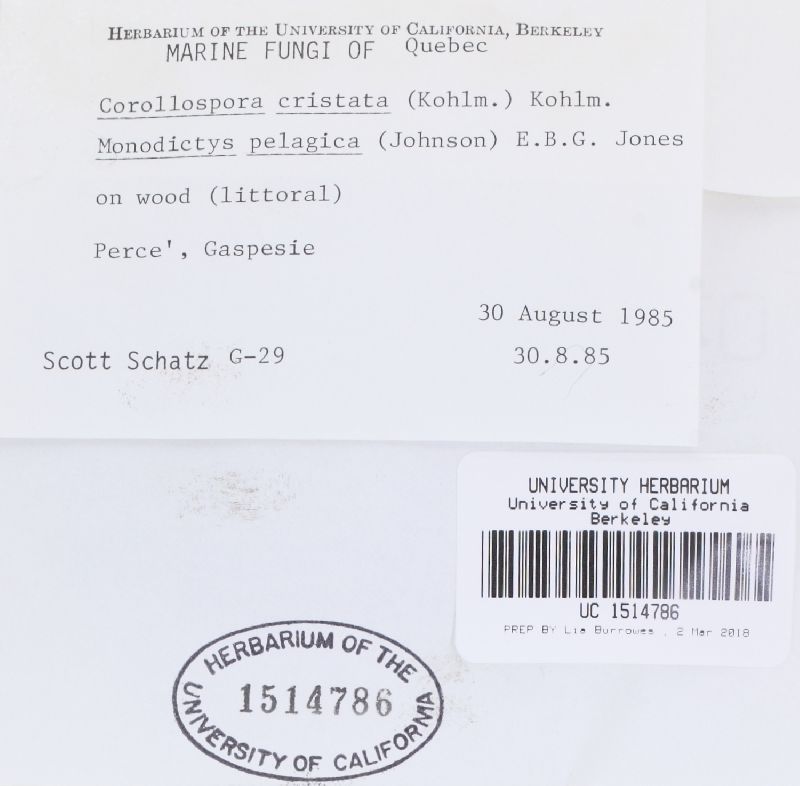 HERBARIUM OF THE UNIVERSITY OF CALIFORNIA, BERKELEY
MARINE FUNGI OF Quebec
Corollospora cristata (Kohlm.) Kohlm.
Monodictys pelagica (Johnson) E.B.G. Jones
on wood (littoral)
Perce', Gaspesie
30 August 1985
Scott Schatz G-29
30.8.85
UNIVERSITY HERBARIUM
University of California
Berkeley
UC 1514786
PREP BY Lia Burrowes , 2 Mar 2018
HERBARIUM OF THE
1514786
UNIVERSITY OF CALIFORMIA